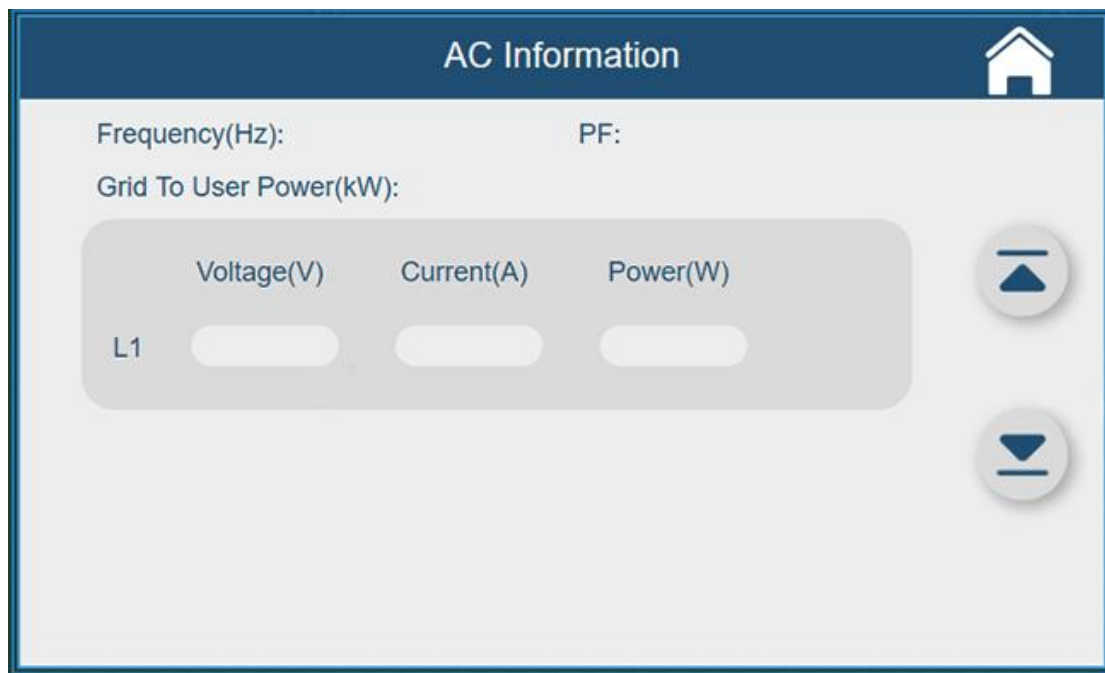 AC Information
Frequency(Hz): PF:
Grid To User Power(kW):
Voltage(V) Current(A) Power(W)
L1